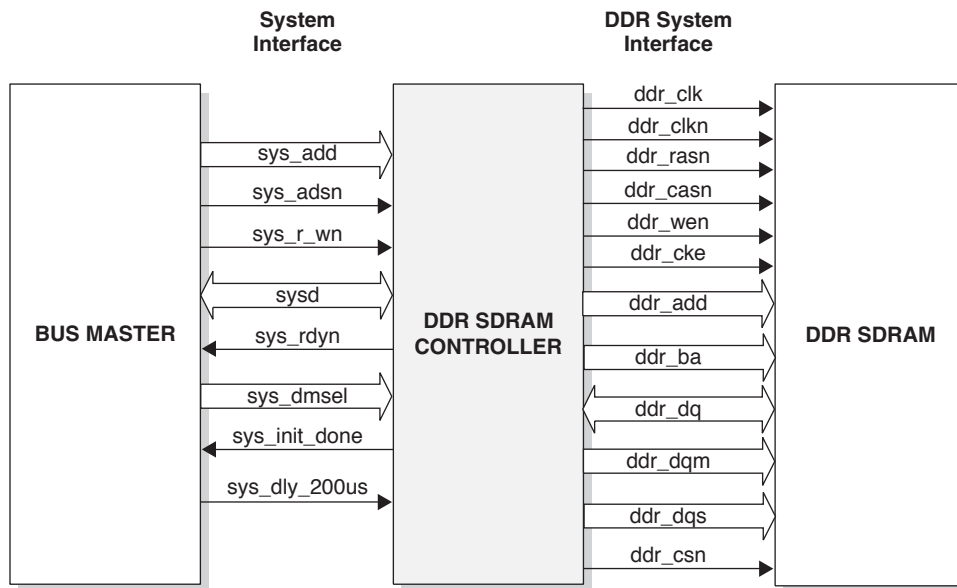 System
Interface
DDR System
Interface
BUS MASTER
sys_add
sys_adsn
sys_r_wn
sysd
sys_rdyn
sys_dmsel
sys_init_done
sys_dly_200us
DDR SDRAM
CONTROLLER
ddr_clk
ddr_clkn
ddr_rasn
ddr_casn
ddr_wen
ddr_cke
ddr_add
ddr_ba
ddr_dq
ddr_dqm
ddr_dqs
ddr_csn
DDR SDRAM